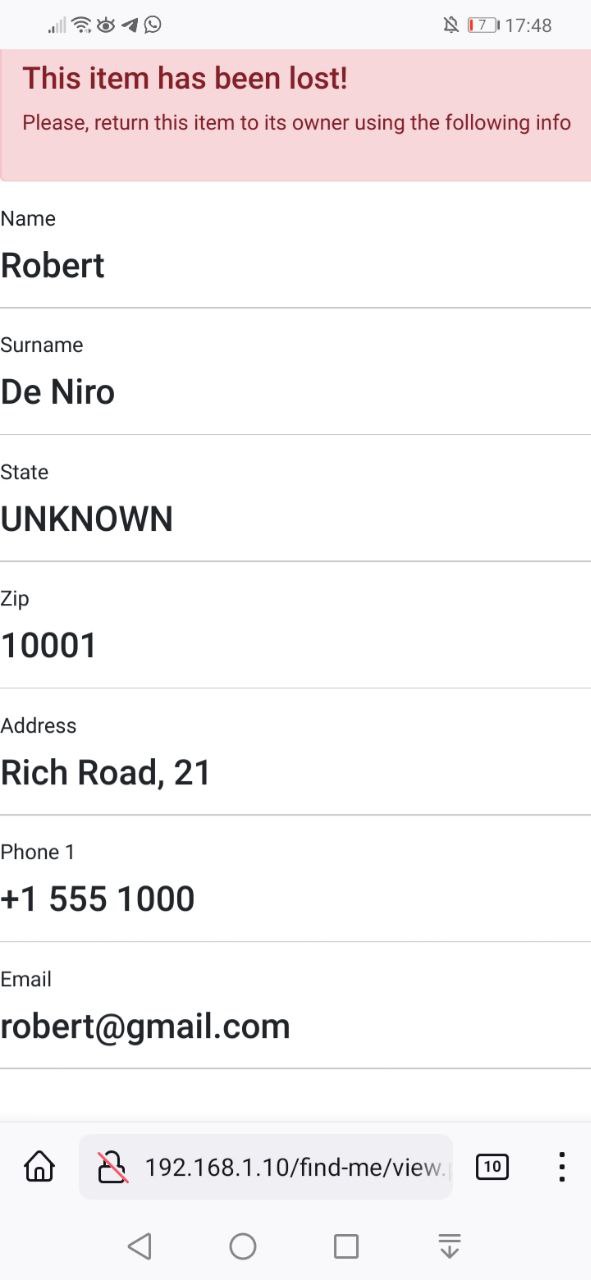 7 17:48
This item has been lost!
Please, return this item to its owner using the following info
Name
Robert
Surname
De Niro
State
UNKNOWN
Zip
10001
Address
Rich Road, 21
Phone 1
+1 555 1000
Email
robert@gmail.com
192.168.1.10/find-me/view. 10